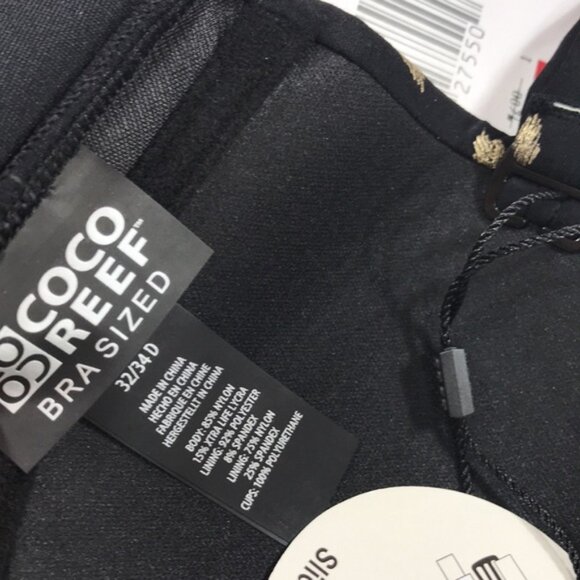 COCO
REEF™
BRA SIZED
32/34 D
MADE IN CHINA
HECHO EN CHINA
FABRIQUE EN CHINE
HERGESTELLT IN CHINA
BODY: 85% NYLON
15% XTRA LIFE LYCRA
LINING: 92% POLYESTER
8% SPANDEX
LINING: 75% NYLON
25% SPANDEX
CUPS: 100% POLYURETHANE
27550